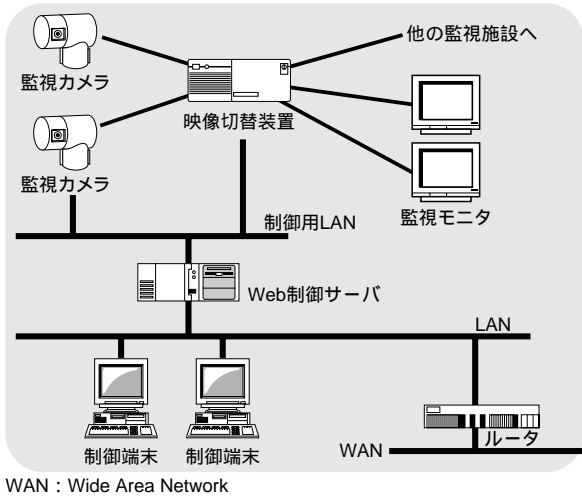 監視カメラ
他の監視施設へ
映像切替装置
監視カメラ
監視モニタ
制御用LAN
Web制御サーバ
LAN
制御端末
制御端末
ルータ
WAN
WAN：Wide Area Network